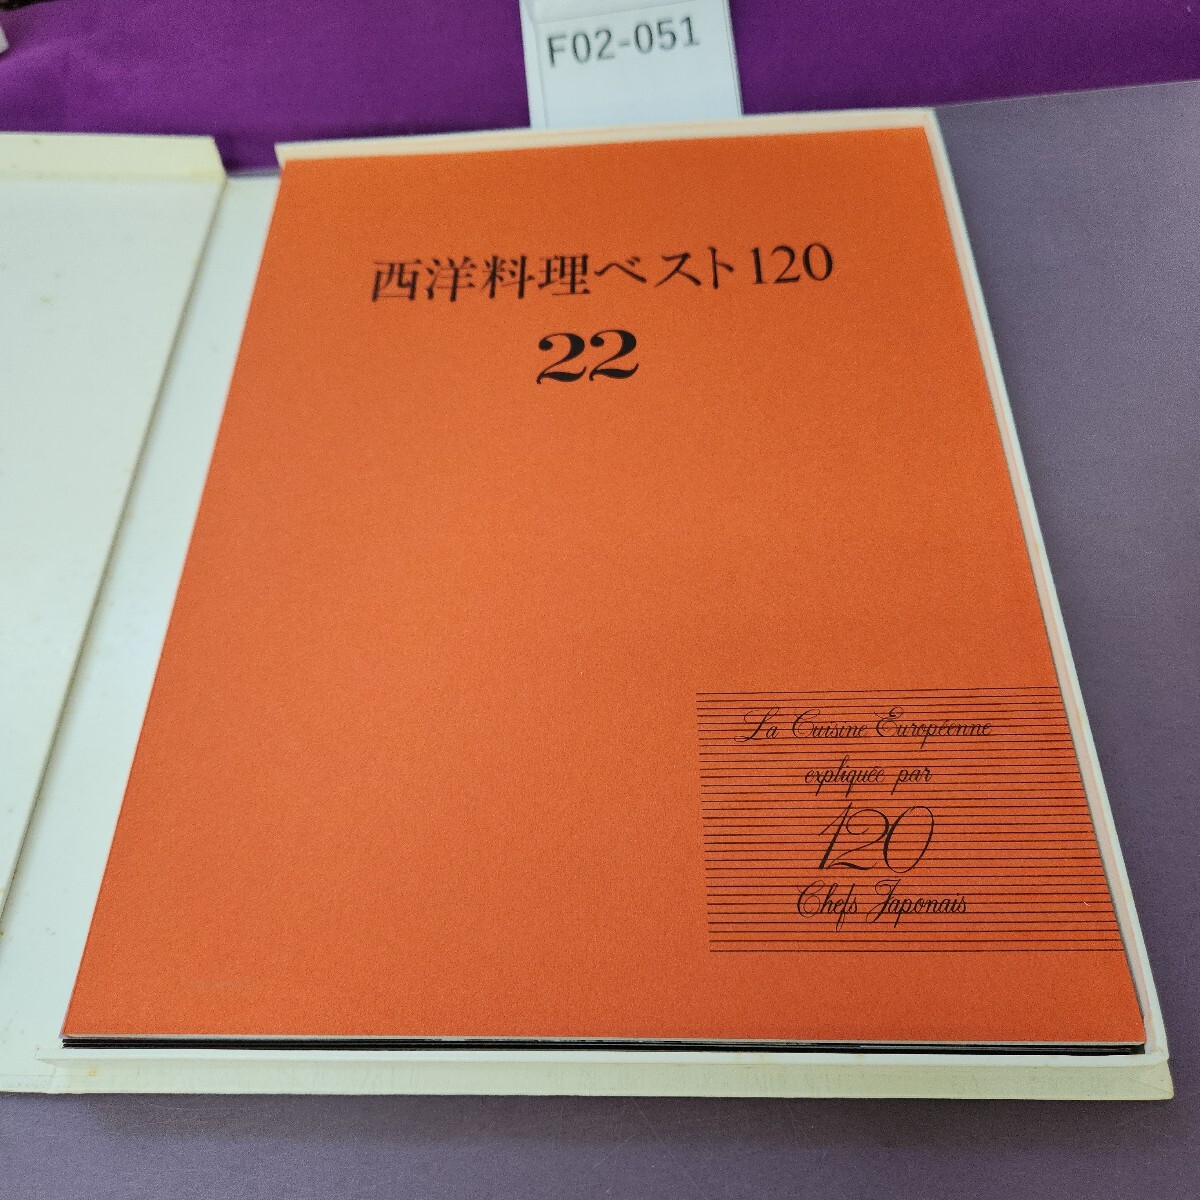 F02-051
西洋料理ベスト120
22
La Cuisine Européenne
expliquée par
120
Chefs Japonais